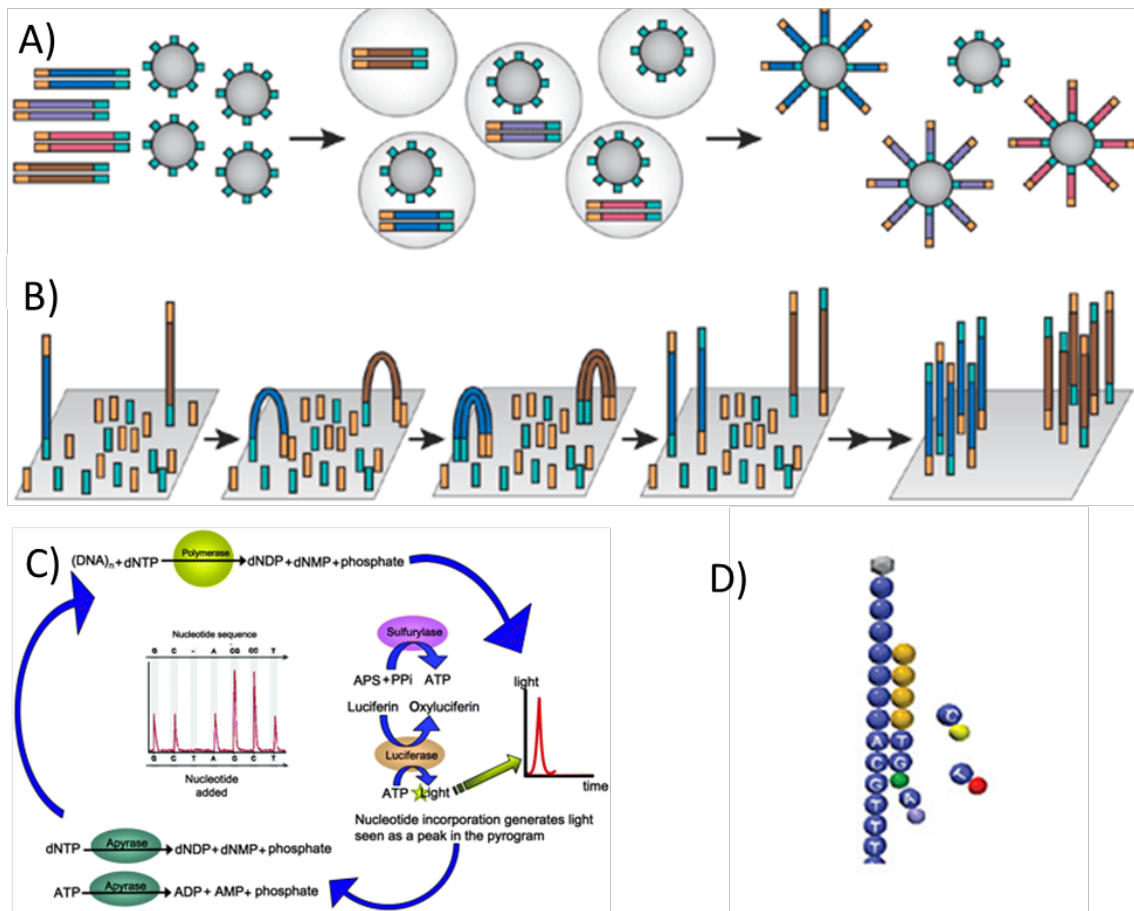 A)
B)
C)
(DNA)n+dNTP Polymerase dNDP+dNMP+phosphate
Nucleotide sequence
G C - A CG CC T
G C T A G C T
Nucleotide
added
Sulfurylase
APS+PPi ATP
Luciferin Oxyluciferin
Luciferase
ATP Light
light
time
Nucleotide incorporation generates light
seen as a peak in the pyrogram
dNTP Apyrase dNDP+dNMP+phosphate
ATP Apyrase ADP+AMP+phosphate
D)
A T
C G
G
T A
T
T
C
T